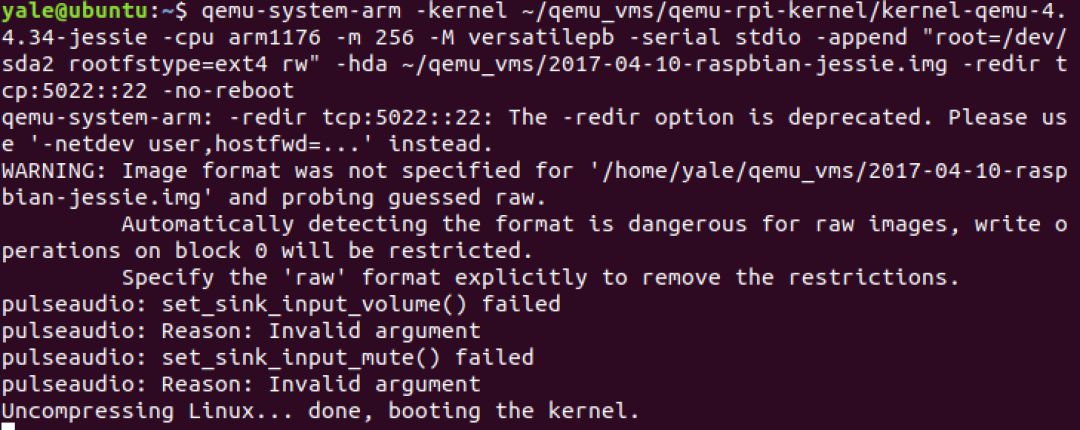 yale@ubuntu:~$ qemu-system-arm -kernel ~/qemu_vms/qemu-rpi-kernel/kernel-qemu-4.
4.34-jessie -cpu arm1176 -m 256 -M versatilepb -serial stdio -append "root=/dev/
sda2 rootfstype=ext4 rw" -hda ~/qemu_vms/2017-04-10-raspbian-jessie.img -redir t
cp:5022::22 -no-reboot
qemu-system-arm: -redir tcp:5022::22: The -redir option is deprecated. Please us
e '-netdev user,hostfwd=...' instead.
WARNING: Image format was not specified for '/home/yale/qemu_vms/2017-04-10-rasp
bian-jessie.img' and probing guessed raw.
         Automatically detecting the format is dangerous for raw images, write o
perations on block 0 will be restricted.
         Specify the 'raw' format explicitly to remove the restrictions.
pulseaudio: set_sink_input_volume() failed
pulseaudio: Reason: Invalid argument
pulseaudio: set_sink_input_mute() failed
pulseaudio: Reason: Invalid argument
Uncompressing Linux... done, booting the kernel.